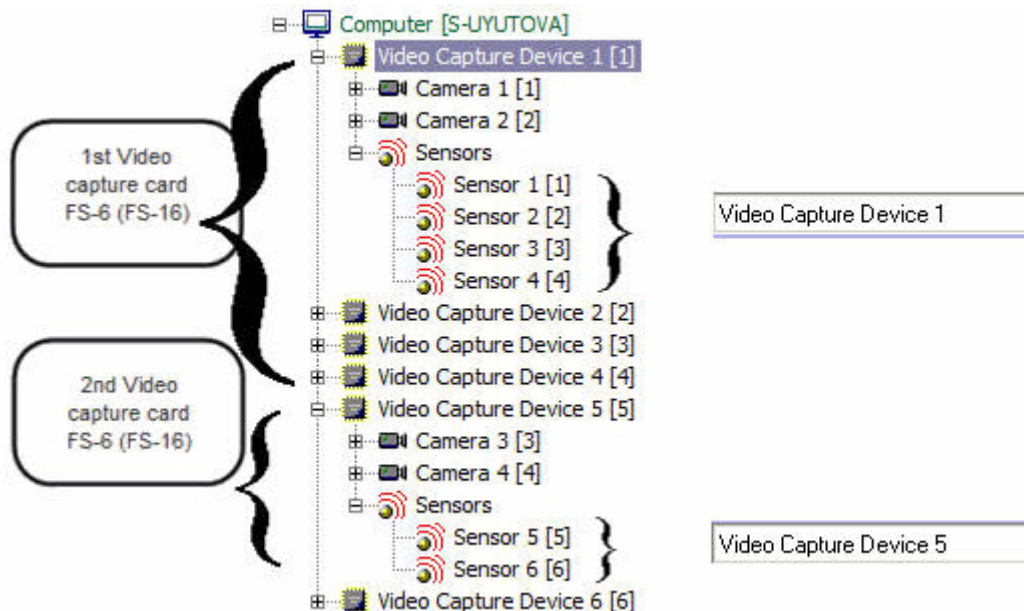 Computer [S-UYUTOVA]
Video Capture Device 1 [1]
Camera 1 [1]
Camera 2 [2]
Sensors
Sensor 1 [1]
Sensor 2 [2]
Sensor 3 [3]
Sensor 4 [4]
Video Capture Device 2 [2]
Video Capture Device 3 [3]
Video Capture Device 4 [4]
Video Capture Device 5 [5]
Camera 3 [3]
Camera 4 [4]
Sensors
Sensor 5 [5]
Sensor 6 [6]
Video Capture Device 6 [6]
1st Video
capture card
FS-6 (FS-16)
2nd Video
capture card
FS-6 (FS-16)
Video Capture Device 1
Video Capture Device 5